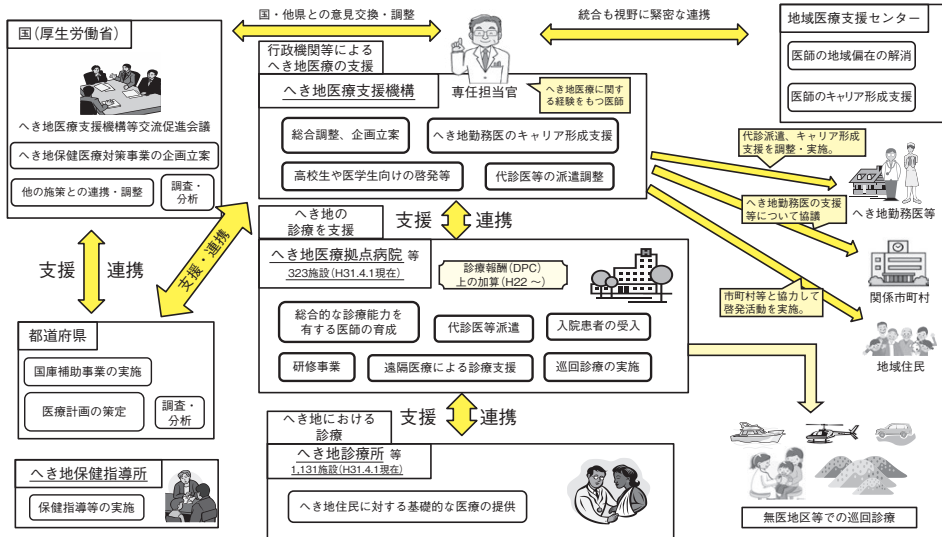 国・他県との意見交換・調整
統合も視野に緊密な連携
国(厚生労働省)
へき地医療支援機構等交流促進会議
へき地保健医療対策事業の企画立案
他の施策との連携・調整
調査・
分析
行政機関等による
へき地医療の支援
へき地医療支援機構
専任担当官
へき地医療に関する
経験をもつ医師
総合調整、企画立案
へき地勤務医のキャリア形成支援
高校生や医学生向けの啓発等
代診医等の派遣調整
地域医療支援センター
医師の地域偏在の解消
医師のキャリア形成支援
代診派遣、キャリア形成
支援を調整・実施。
へき地勤務医等
へき地勤務医の支援
等について協議
関係市町村
市町村等と協力して
啓発活動を実施。
地域住民
支援
連携
支援・連携
へき地の
診療を支援
支援
連携
へき地医療拠点病院 等
323施設(H31.4.1現在)
診療報酬(DPC)
上の加算(H22 ~)
総合的な診療能力を
有する医師の育成
代診医等派遣
入院患者の受入
研修事業
遠隔医療による診療支援
巡回診療の実施
都道府県
国庫補助事業の実施
医療計画の策定
調査・
分析
へき地における
診療
支援
連携
へき地診療所 等
1,131施設(H31.4.1現在)
へき地住民に対する基礎的な医療の提供
へき地保健指導所
保健指導等の実施
無医地区等での巡回診療